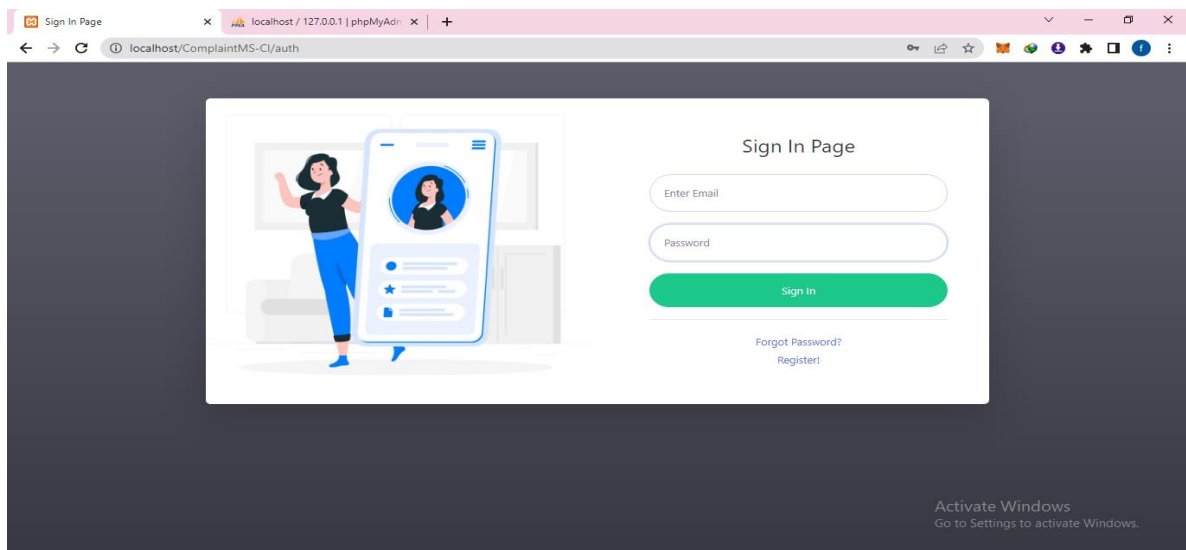 Sign In Page
localhost / 127.0.0.1 | phpMyAdm
localhost/ComplaintMS-CI/auth
f
Sign In Page
Enter Email
Password
Sign In
Forgot Password?
Register!
Activate Windows
Go to Settings to activate Windows.